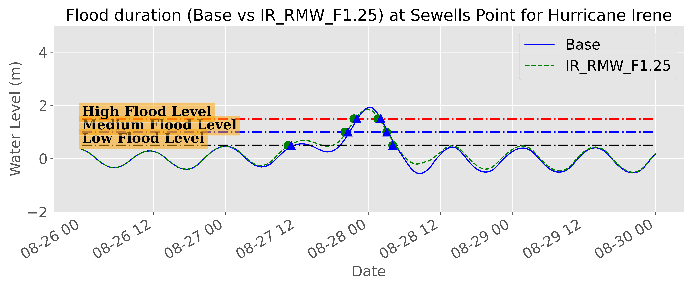 Flood duration (Base vs IR_RMW_F1.25) at Sewells Point for Hurricane Irene
Base
IR_RMW_F1.25
High Flood Level
Medium Flood Level
Low Flood Level
Water Level (m)
2
0
−2
08-26 00
08-26 12
08-27 00
08-27 12
08-28 00
08-28 12
08-29 00
08-29 12
08-30 00
Date